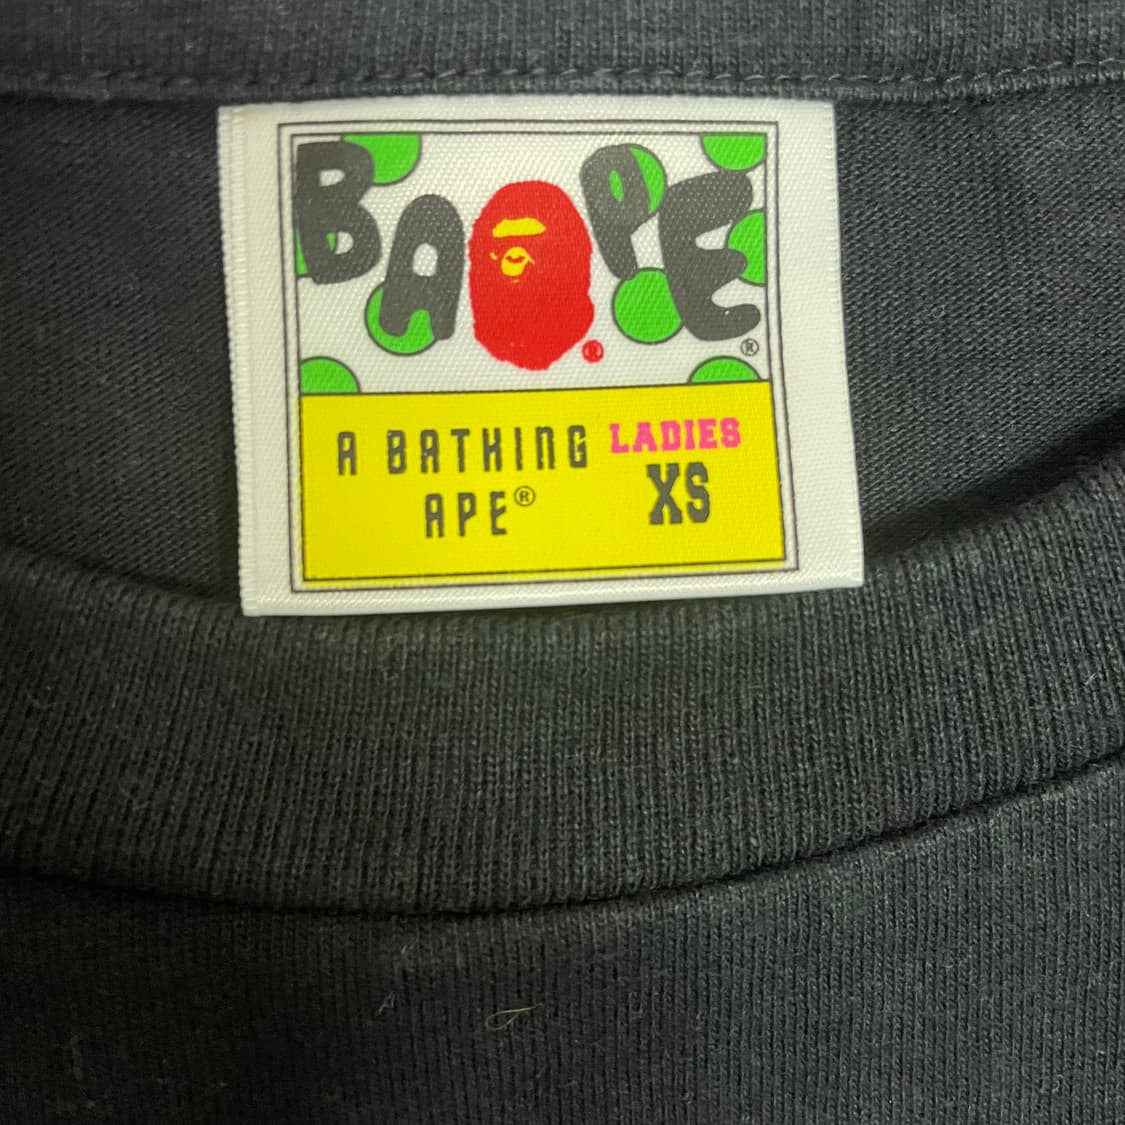 BAPE
®
®
A BATHING
APE®
LADIES
XS